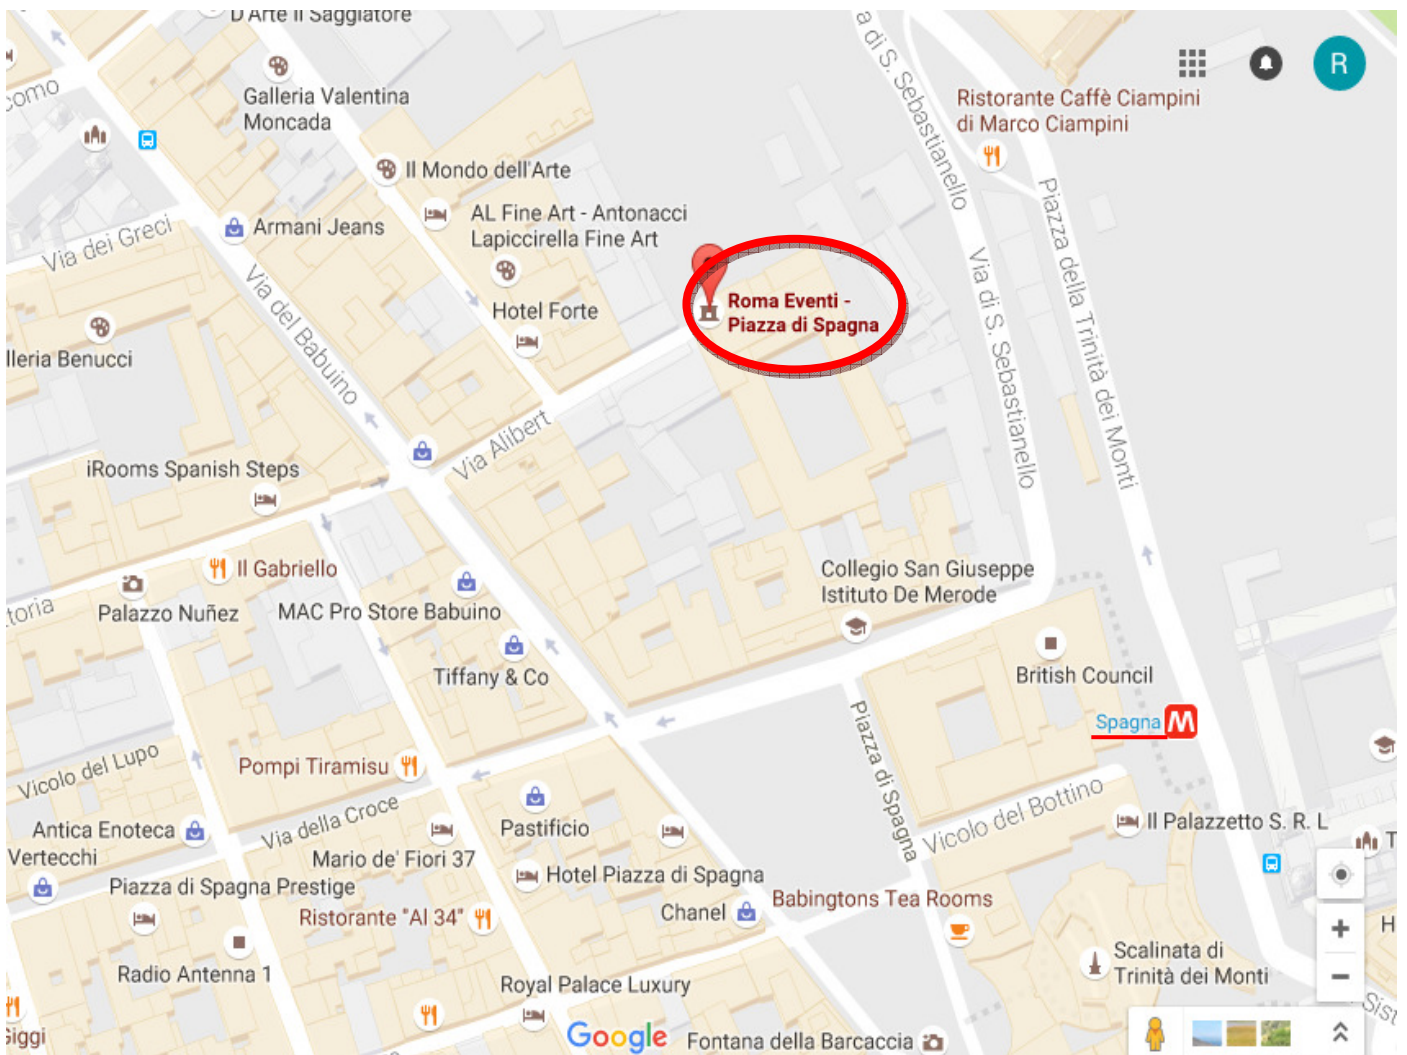 D'Arte Il Saggiatore
Galleria Valentina
Moncada
Il Mondo dell'Arte
AL Fine Art - Antonacci
Lapiccirella Fine Art
Armani Jeans
Via dei Greci
Hotel Forte
Via del Babuino
lleria Benucci
Roma Eventi -
Piazza di Spagna
Ristorante Caffè Ciampini
di Marco Ciampini
R
a di S. Sebastianello
Via di S. Sebastianello
Piazza della Trinità dei Monti
iRooms Spanish Steps
Via Alibert
Il Gabriello
Palazzo Nuñez
MAC Pro Store Babuino
Tiffany & Co
Collegio San Giuseppe
Istituto De Merode
British Council
Spagna M
Piazza di Spagna
Vicolo del Lupo
Pompi Tiramisu
Via della Croce
Antica Enoteca
Vertecchi
Mario de' Fiori 37
Pastificio
Piazza di Spagna Prestige
Hotel Piazza di Spagna
Ristorante "Al 34"
Chanel
Babingtons Tea Rooms
Vicolo del Bottino
Il Palazzetto S. R. L
T
Radio Antenna 1
Royal Palace Luxury
Scalinata di
Trinità dei Monti
H
Google
Fontana della Barcaccia